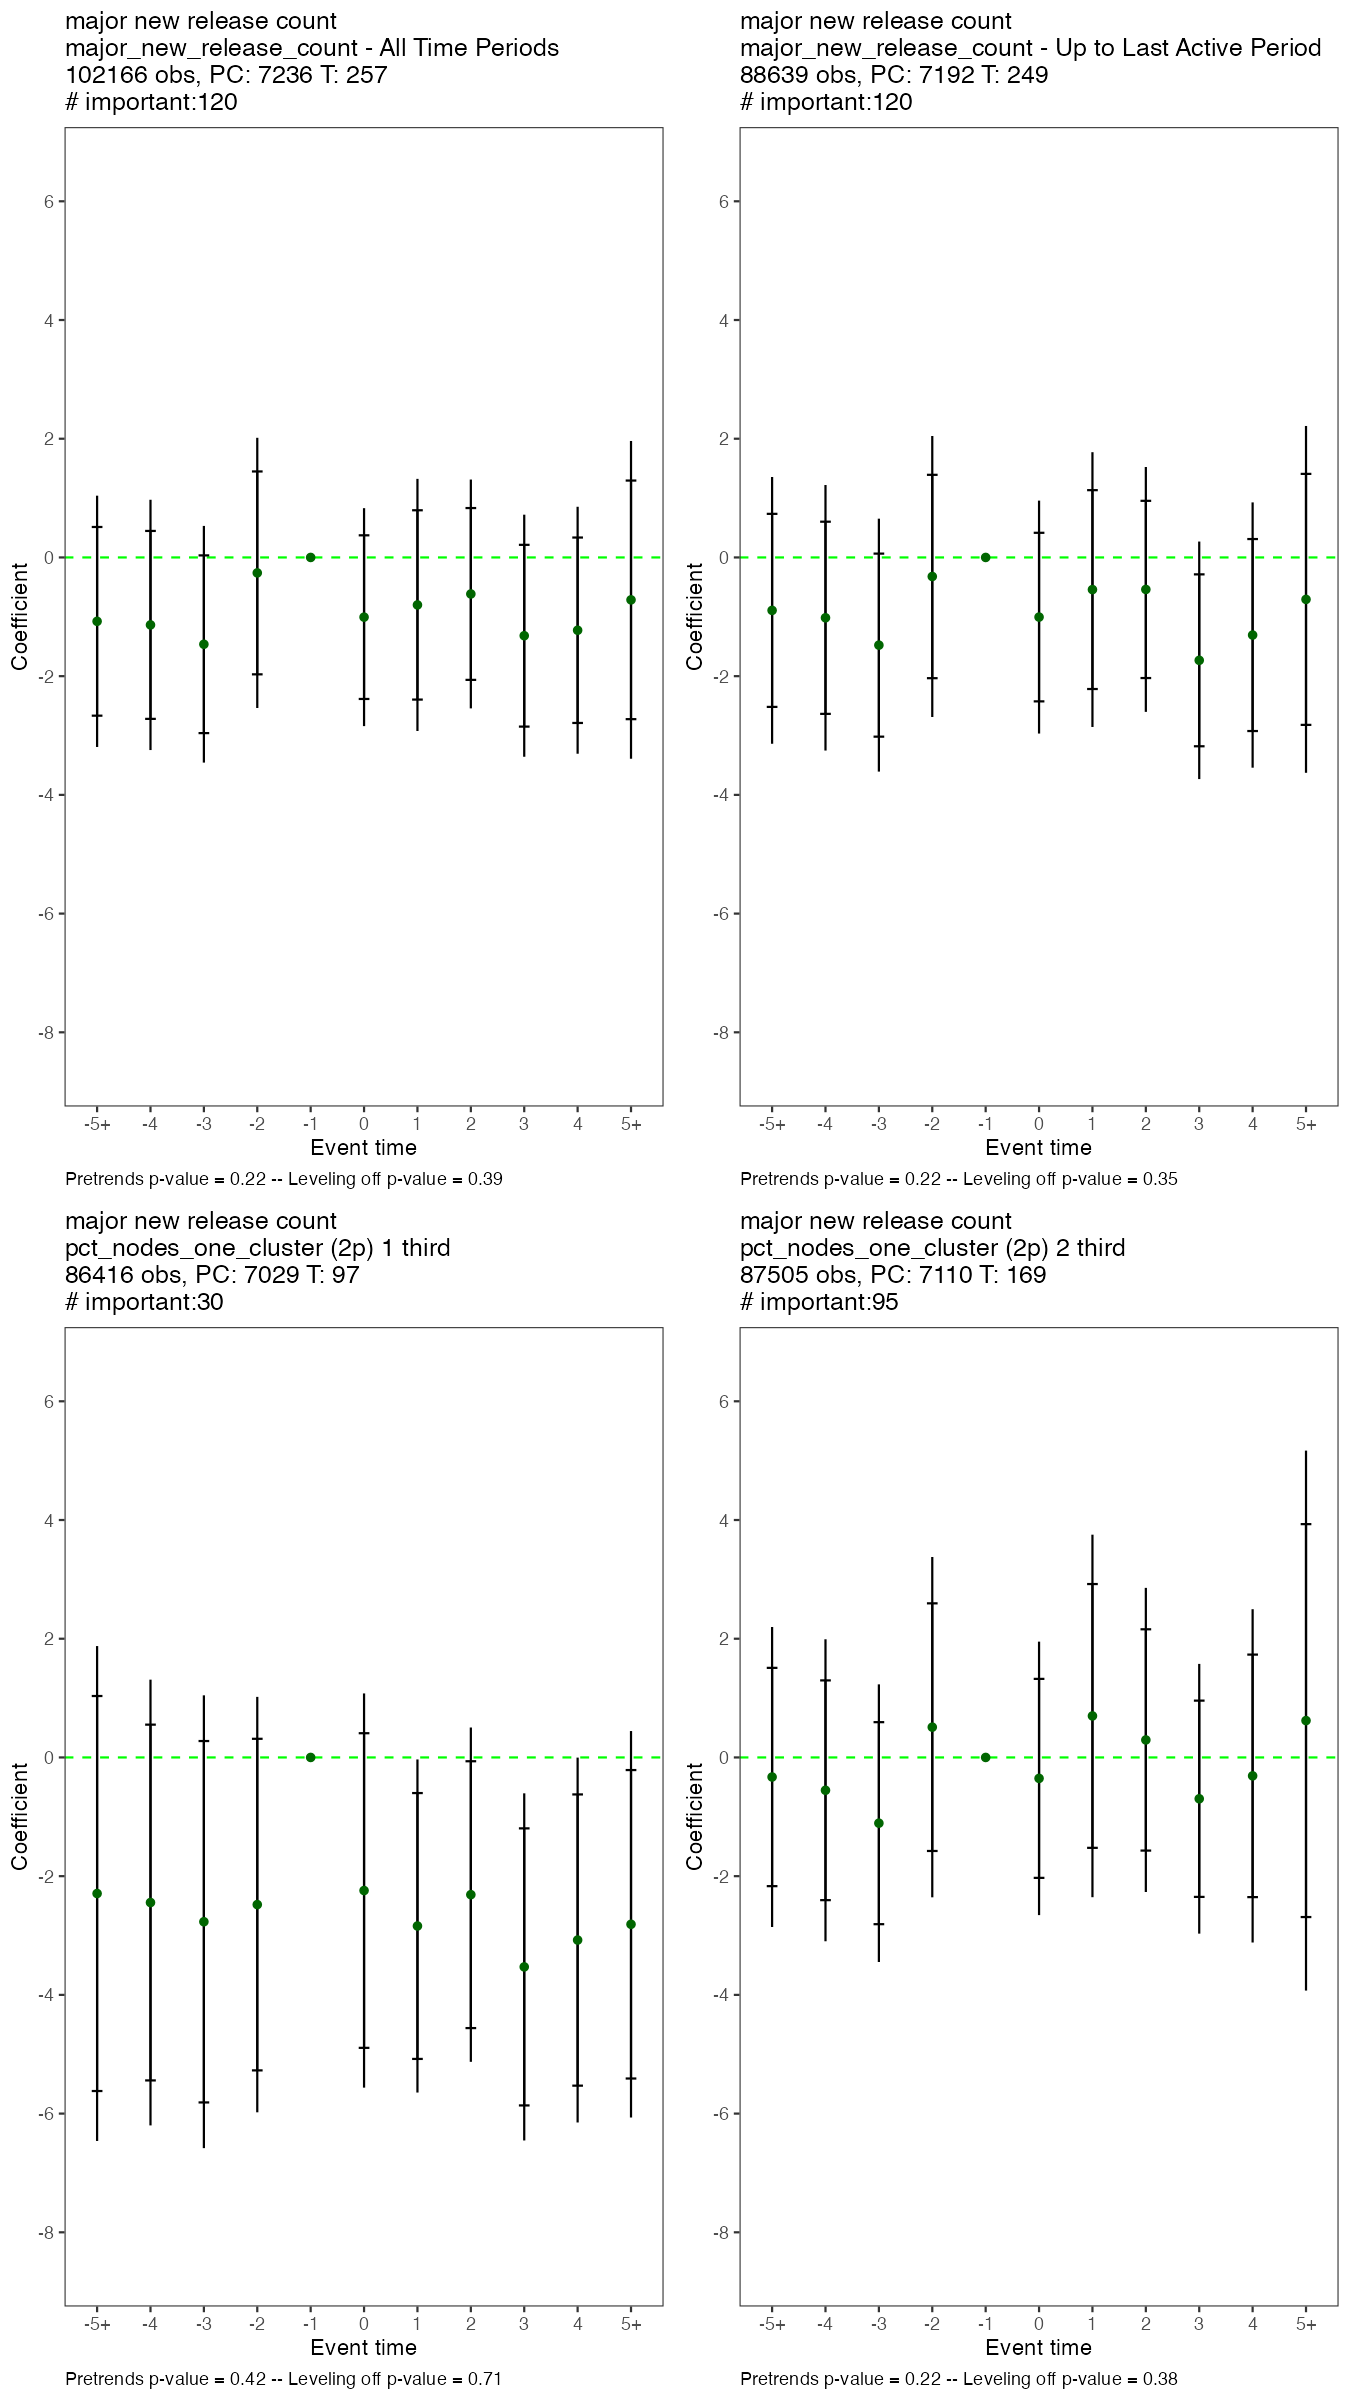 major new release count
major_new_release_count - All Time Periods
102166 obs, PC: 7236 T: 257
# important:120
6
4
2
0
-2
-4
-6
-8
Coefficient
-5+ -4 -3 -2 -1 0 1 2 3 4 5+
Event time
Pretrends p-value = 0.22 -- Leveling off p-value = 0.39
major new release count
major_new_release_count - Up to Last Active Period
88639 obs, PC: 7192 T: 249
# important:120
6
4
2
0
-2
-4
-6
-8
Coefficient
-5+ -4 -3 -2 -1 0 1 2 3 4 5+
Event time
Pretrends p-value = 0.22 -- Leveling off p-value = 0.35
major new release count
pct_nodes_one_cluster (2p) 1 third
86416 obs, PC: 7029 T: 97
# important:30
6
4
2
0
-2
-4
-6
-8
Coefficient
-5+ -4 -3 -2 -1 0 1 2 3 4 5+
Event time
Pretrends p-value = 0.42 -- Leveling off p-value = 0.71
major new release count
pct_nodes_one_cluster (2p) 2 third
87505 obs, PC: 7110 T: 169
# important:95
6
4
2
0
-2
-4
-6
-8
Coefficient
-5+ -4 -3 -2 -1 0 1 2 3 4 5+
Event time
Pretrends p-value = 0.22 -- Leveling off p-value = 0.38